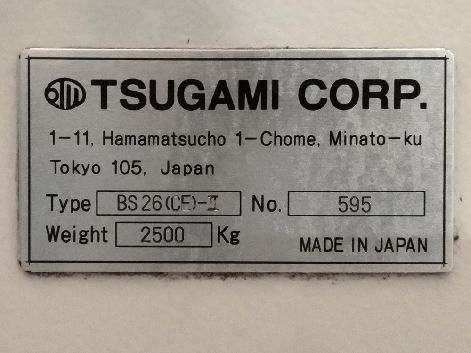 TSUGAMI CORP.
1-11, Hamamatsucho 1-Chome, Minato-ku
Tokyo 105, Japan
Type BS26(CE)-II No. 595
Weight 2500 Kg
MADE IN JAPAN